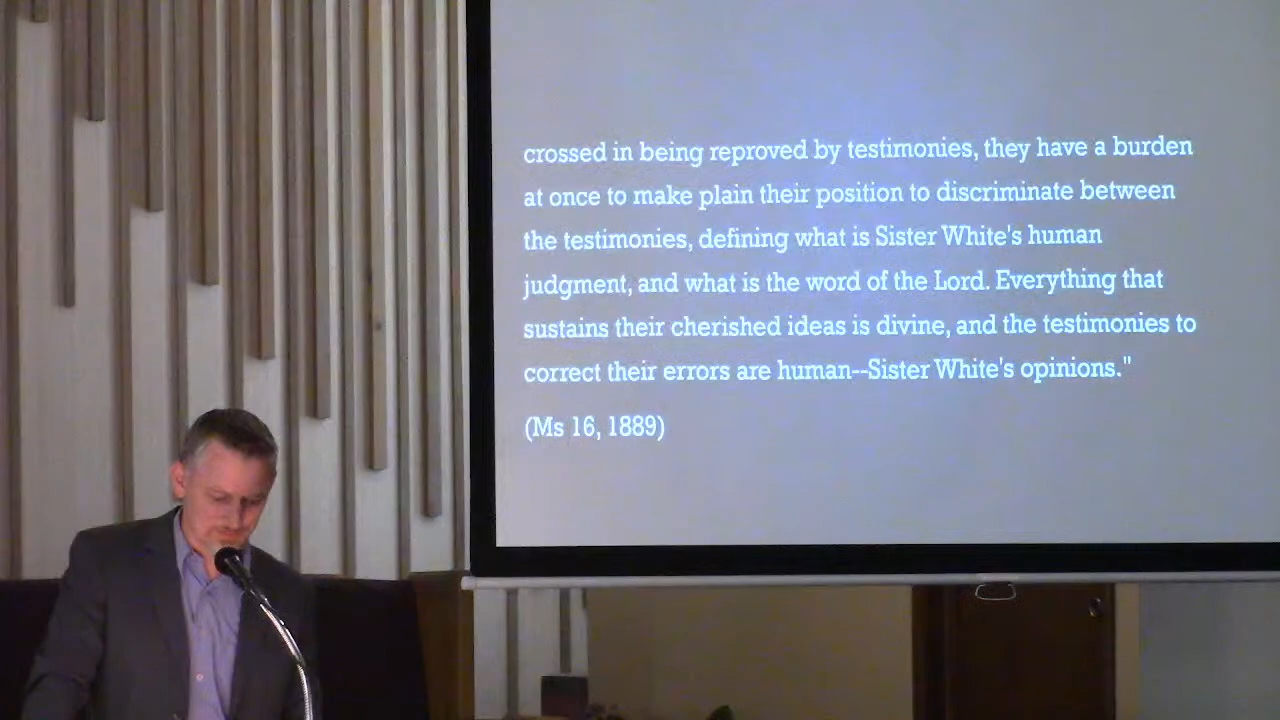 crossed in being reproved by testimonies, they have a burden
at once to make plain their position to discriminate between
the testimonies, defining what is Sister White's human
judgment, and what is the word of the Lord. Everything that
sustains their cherished ideas is divine, and the testimonies to
correct their errors are human--Sister White's opinions."
(Ms 16, 1889)